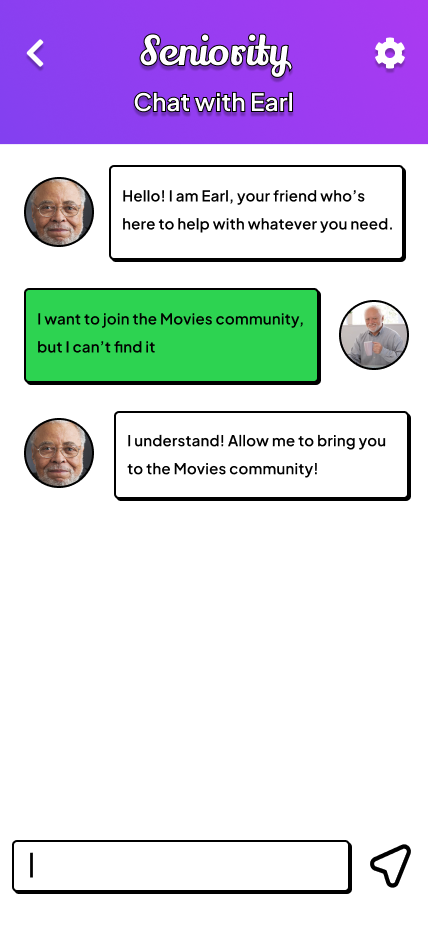 Seniority
Chat with Earl
Hello! I am Earl, your friend who's
here to help with whatever you need.
I want to join the Movies community,
but I can't find it
I understand! Allow me to bring you
to the Movies community!